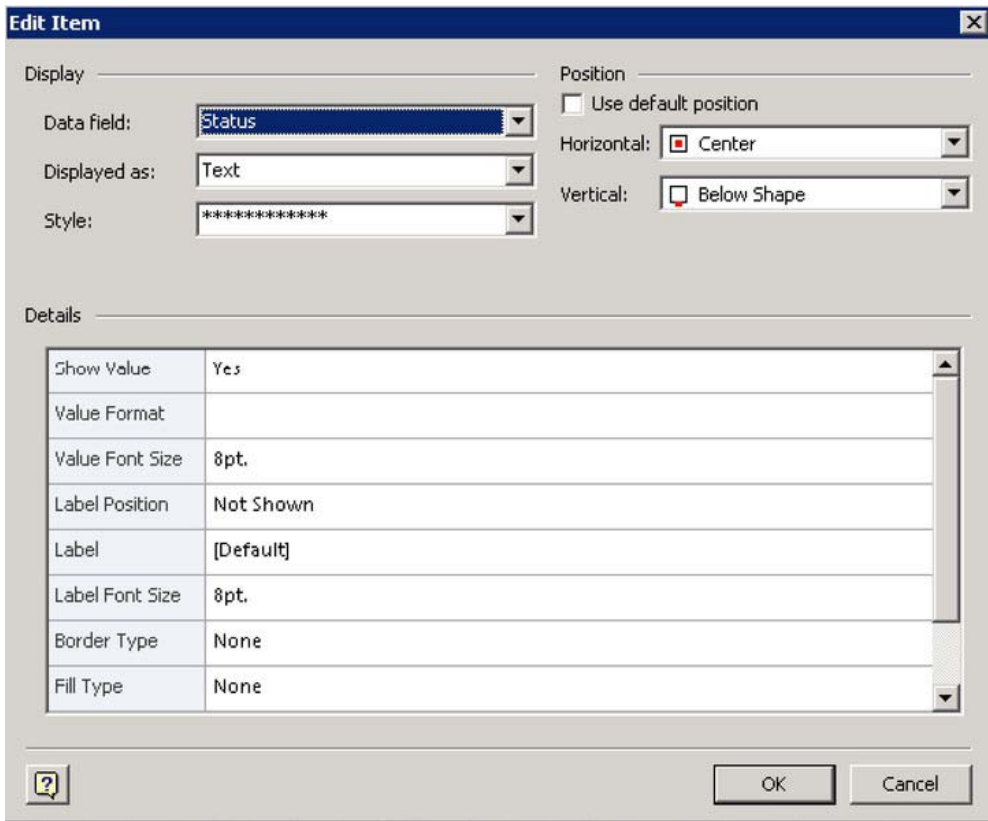 Edit Item
Display
Data field: Status
Displayed as: Text
Style: ************
Position
Use default position
Horizontal: Center
Vertical: Below Shape
Details
Show Value Yes
Value Format
Value Font Size 8pt.
Label Position Not Shown
Label [Default]
Label Font Size 8pt.
Border Type None
Fill Type None
OK Cancel